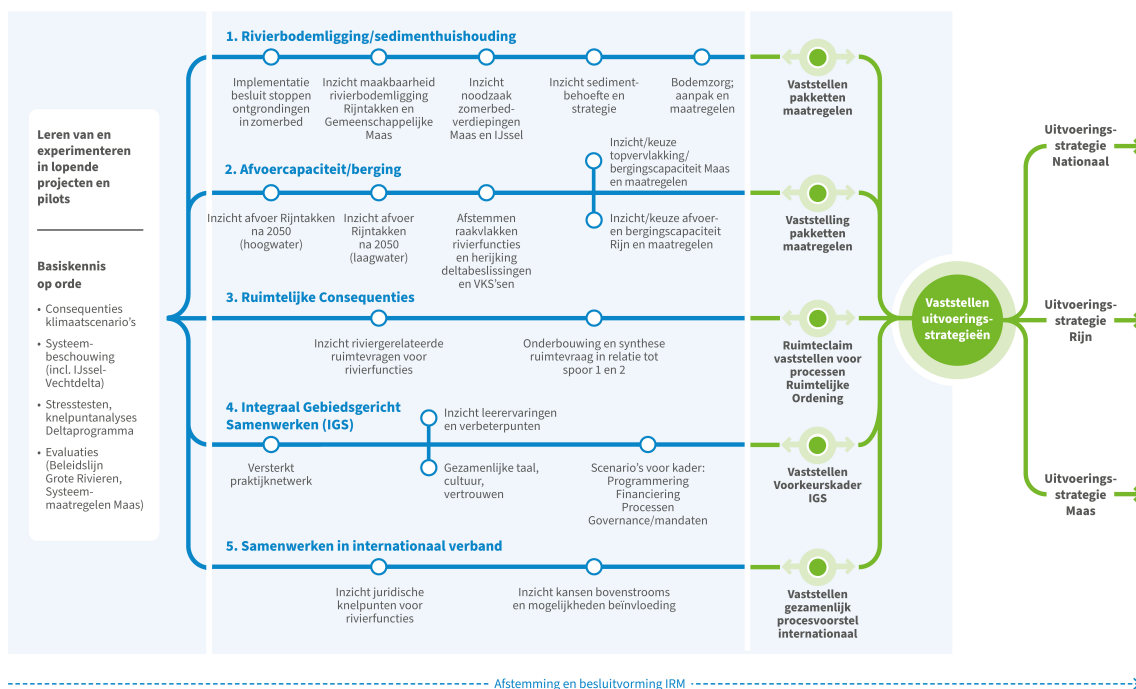 Leren van en
experimenteren
in lopende
projecten en
pilots
Basiskennis
op orde
• Consequenties
klimaatscenario's
• Systeem-
beschouwing
(incl. IJssel-
Vechtdelta)
• Stresstesten,
knelpuntanalyses
Deltaprogramma
• Evaluaties
(Beleidslijn
Grote Rivieren,
Systeem-
maatregelen Maas)
1. Rivierbodemligging/sedimenthuishouding
Implementatie
besluit stoppen
ontgrondingen
in zomerbed
Inzicht maakbaarheid
rivierbodemligging
Rijntakken en
Gemeenschappelijke
Maas
Inzicht
noodzaak
zomerbed-
verdiepingen
Maas en IJssel
Inzicht sediment-
behoefte en
strategie
Bodemzorg;
aanpak en
maatregelen
Vaststellen
pakketten
maatregelen
2. Afvoercapaciteit/berging
Inzicht afvoer Rijntakken
na 2050
(hoogwater)
Inzicht afvoer
Rijntakken
na 2050
(laagwater)
Afstemmen
raakvlakken
rivierfuncties
en herijking
deltabeslissingen
en VKS'sen
Inzicht/keuze
topvervlakking/
bergingscapaciteit Maas
en maatregelen
Inzicht/keuze afvoer-
en bergingscapaciteit
Rijn en maatregelen
Vaststelling
pakketten
maatregelen
3. Ruimtelijke Consequenties
Inzicht riviergerelateerde
ruimtevragen voor
rivierfuncties
Onderbouwing en synthese
ruimtevraag in relatie tot
spoor 1 en 2
Ruimteclaim
vaststellen voor
processen
Ruimtelijke
Ordening
4. Integraal Gebiedsgericht
Samenwerken (IGS)
Versterkt
praktijknetwerk
Inzicht leerervaringen
en verbeterpunten
Gezamenlijke taal,
cultuur,
vertrouwen
Scenario's voor kader:
Programmering
Financiering
Processen
Governance/mandaten
Vaststellen
Voorkeurskader
IGS
5. Samenwerken in internationaal verband
Inzicht juridische
knelpunten voor
rivierfuncties
Inzicht kansen bovenstrooms
en mogelijkheden beïnvloeding
Vaststellen
gezamenlijk
procesvoorstel
internationaal
Vaststellen
uitvoerings-
strategieën
Uitvoerings-
strategie
Nationaal
Uitvoerings-
strategie
Rijn
Uitvoerings-
strategie
Maas
Afstemming en besluitvorming IRM